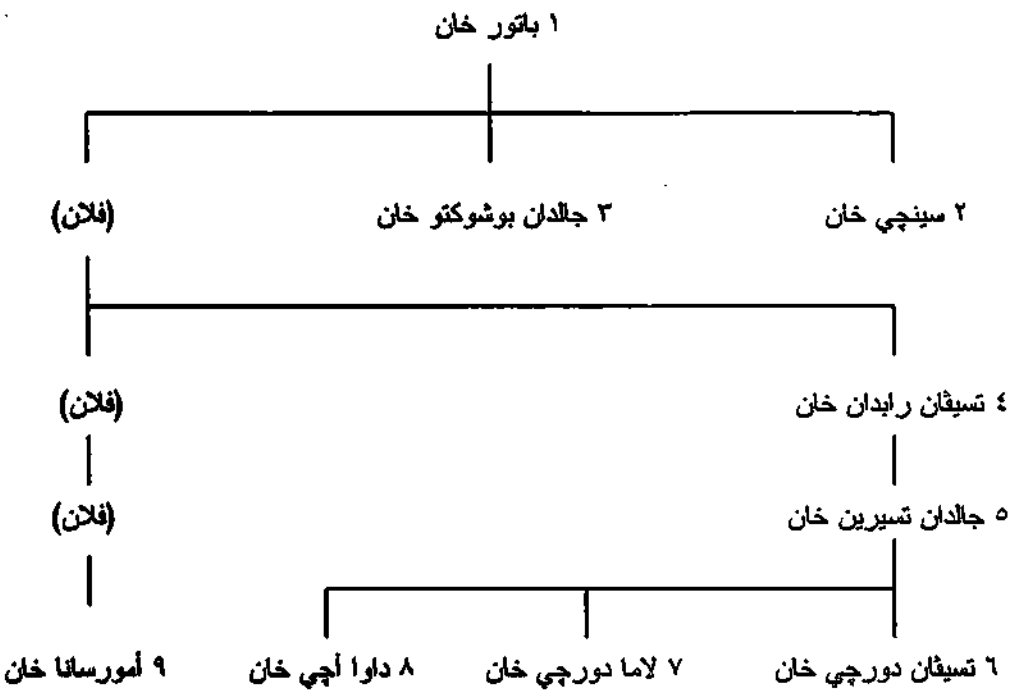 ١ باتور خان
٢ سينچي خان
٣ جالدان بوشوكتو خان
(فلان)
٤ تسيڤان رابدان خان
(فلان)
٥ جالدان تسيرين خان
(فلان)
٦ تسيڤان دورچي خان
٧ لاما دورچي خان
٨ داوا أچي خان
٩ أمورسانا خان